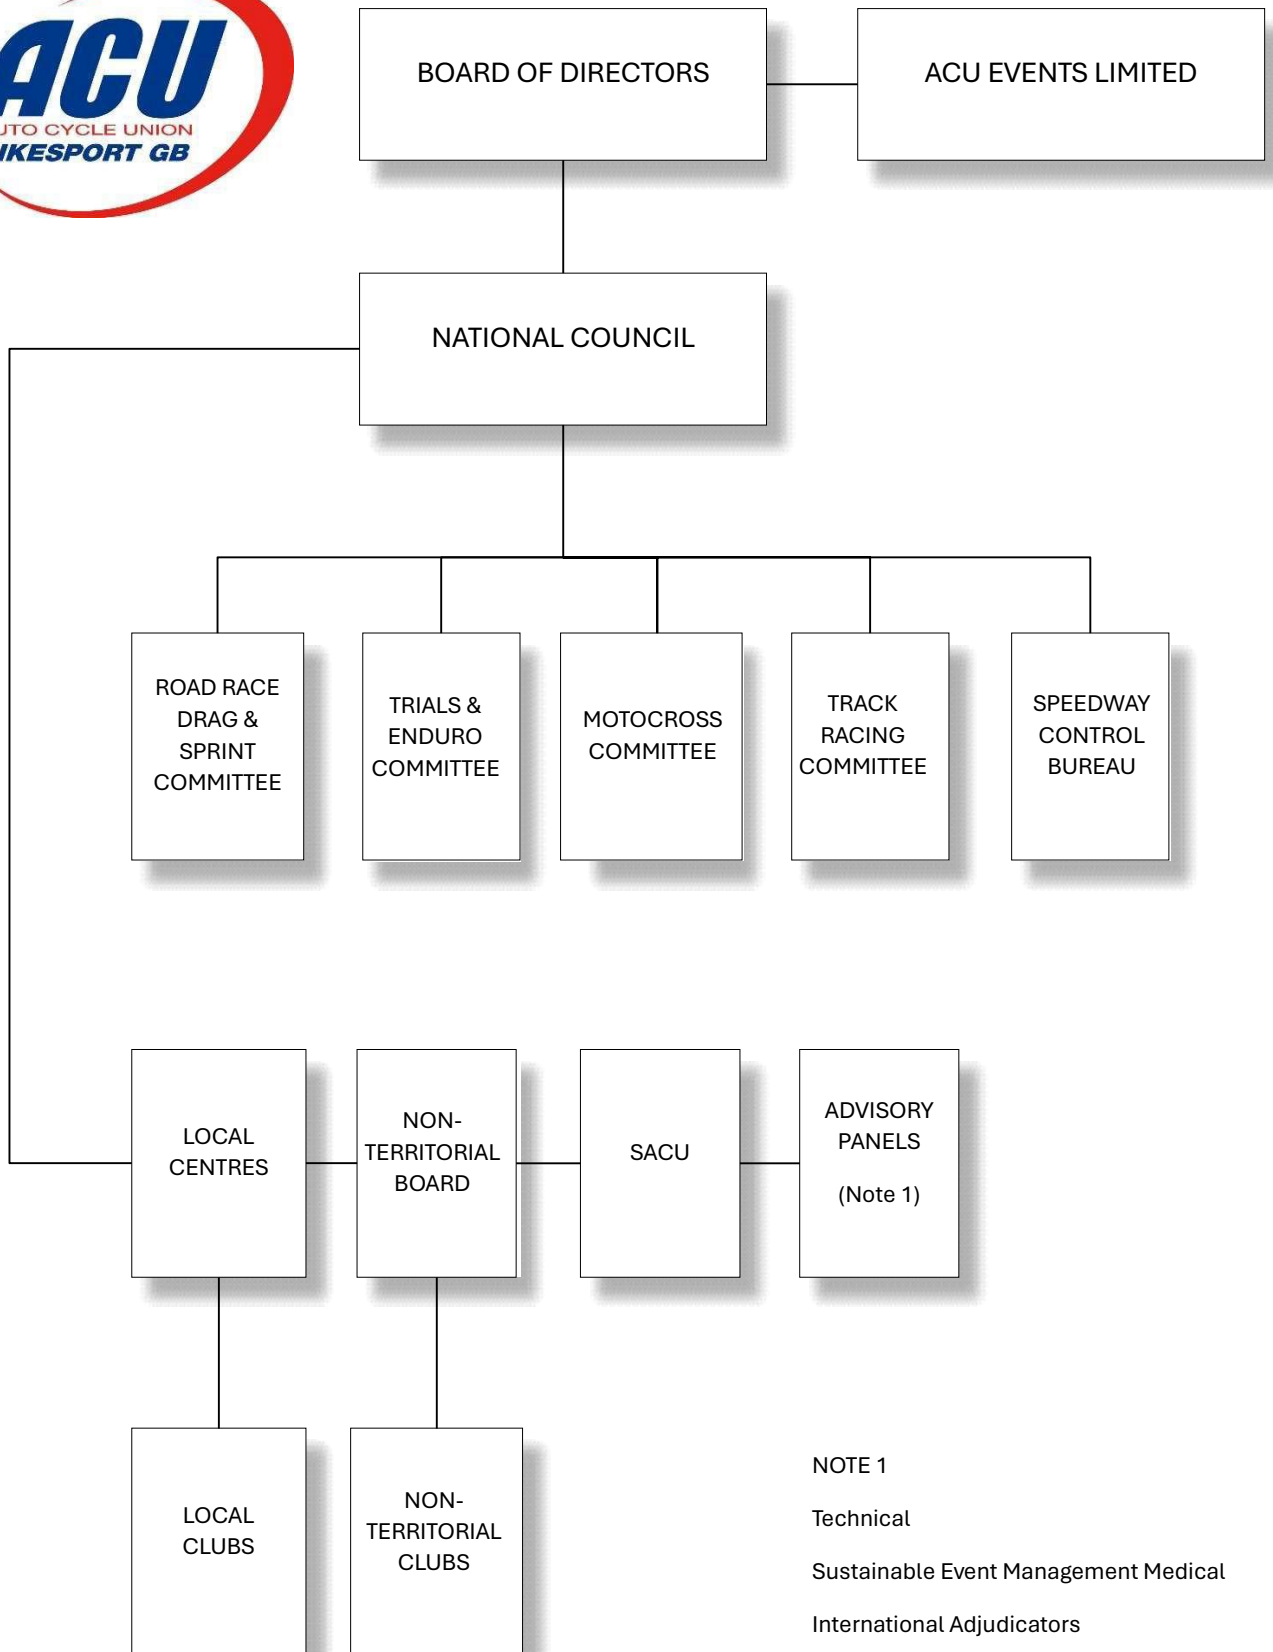 ACU
UTO CYCLE UNION
IKESPORT GB
BOARD OF DIRECTORS
ACU EVENTS LIMITED
NATIONAL COUNCIL
ROAD RACE
DRAG &
SPRINT
COMMITTEE
TRIALS &
ENDURO
COMMITTEE
MOTOCROSS
COMMITTEE
TRACK
RACING
COMMITTEE
SPEEDWAY
CONTROL
BUREAU
LOCAL
CENTRES
NON-
TERRITORIAL
BOARD
SACU
ADVISORY
PANELS
(Note 1)
LOCAL
CLUBS
NON-
TERRITORIAL
CLUBS
NOTE 1
Technical
Sustainable Event Management Medical
International Adjudicators